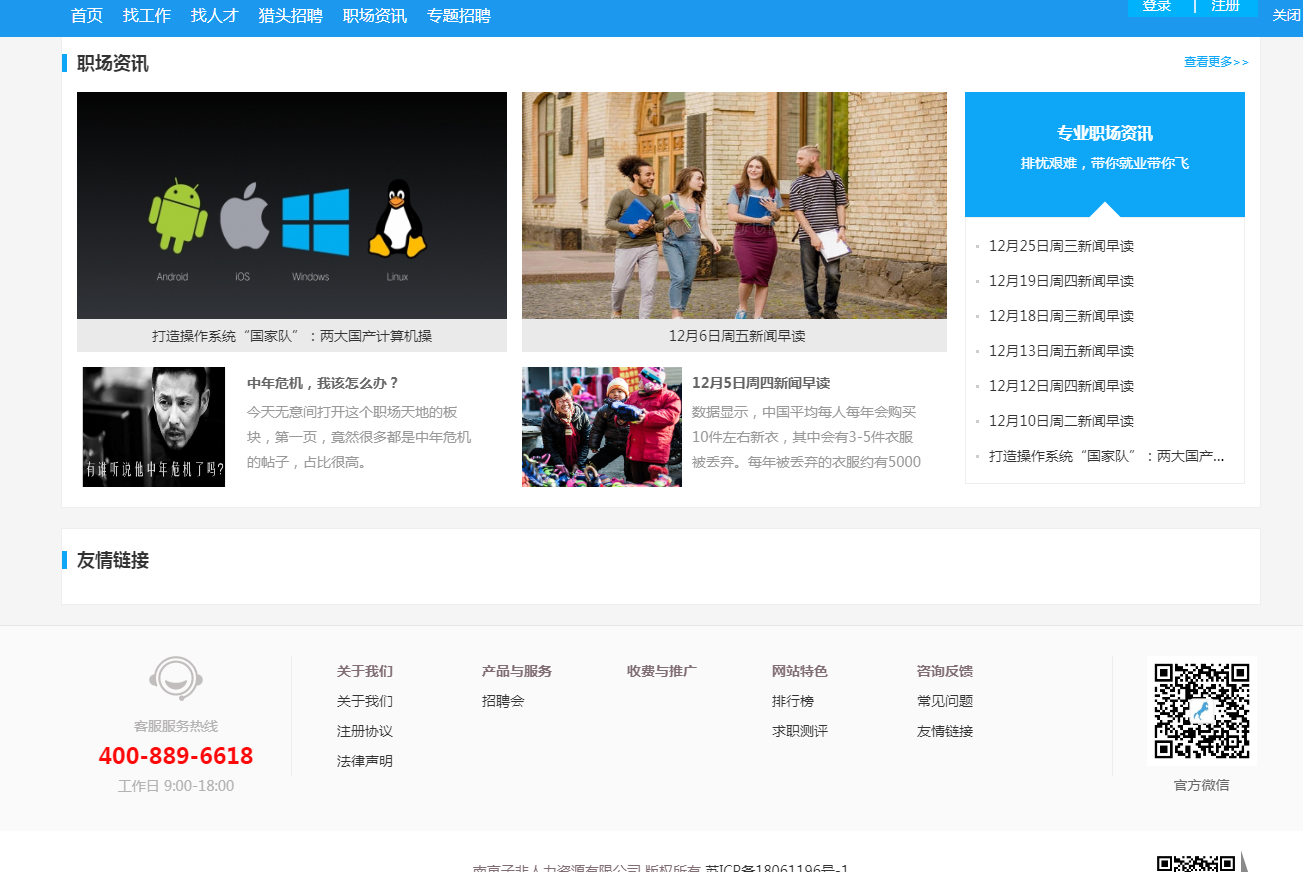 首页 找工作 找人才 猎头招聘 职场资讯 专题招聘 登录 | 注册 关闭
职场资讯 查看更多>>
Android iOS Windows Linux
打造操作系统“国家队”：两大国产计算机操
12月6日周五新闻早读
有谁听说他中年危机了吗?
中年危机，我该怎么办？
今天无意间打开这个职场天地的板
块，第一页，竟然很多都是中年危机
的帖子，占比很高。
12月5日周四新闻早读
数据显示，中国平均每人每年会购买
10件左右新衣，其中会有3-5件衣服
被丢弃。每年被丢弃的衣服约有5000
专业职场资讯
排忧艰难，带你就业带你飞
12月25日周三新闻早读
12月19日周四新闻早读
12月18日周三新闻早读
12月13日周五新闻早读
12月12日周四新闻早读
12月10日周二新闻早读
打造操作系统“国家队”：两大国产...
友情链接
客服服务热线
400-889-6618
工作日 9:00-18:00
关于我们
关于我们
注册协议
法律声明
产品与服务
招聘会
收费与推广
网站特色
排行榜
求职测评
咨询反馈
常见问题
友情链接
官方微信
南京子非人力资源有限公司 版权所有 苏ICP备18061196号-1